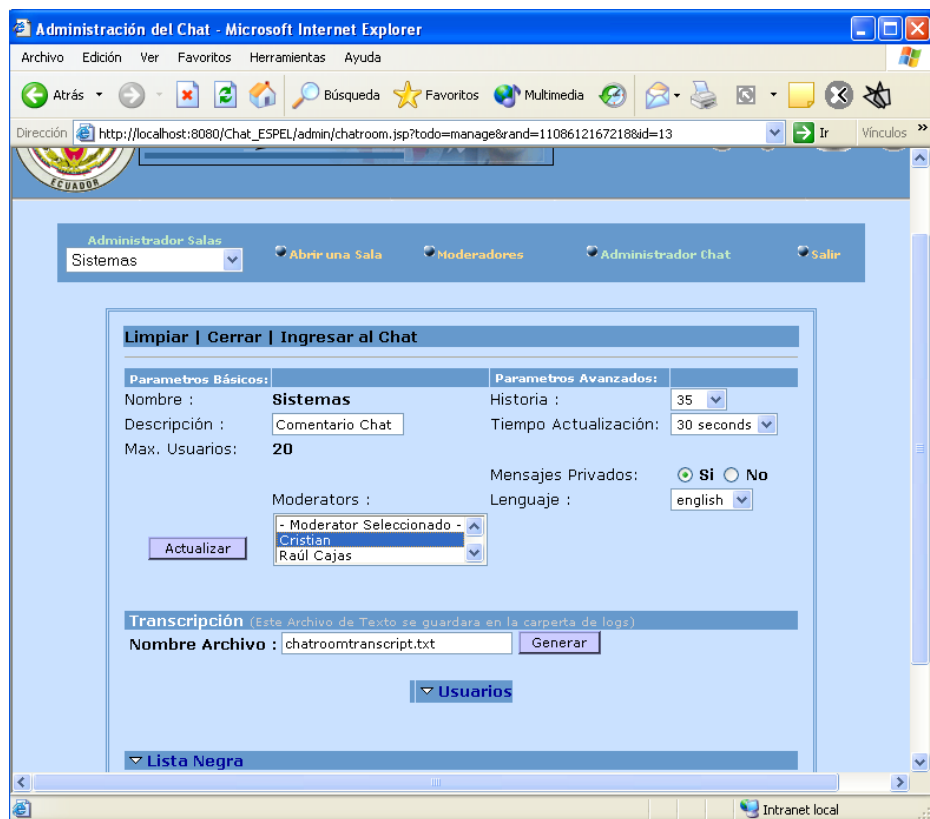 Administración del Chat - Microsoft Internet Explorer
Archivo Edición Ver Favoritos Herramientas Ayuda
Atrás Búsqueda Favoritos Multimedia
Dirección http://localhost:8080/Chat_ESPEL/admin/chatroom.jsp?todo=manage&rand=1108612167218&id=13 Ir Vínculos »
ECUADOR
Administrador Salas
Sistemas Abrir una Sala Moderadores Administrador Chat Salir
Limpiar | Cerrar | Ingresar al Chat
Parametros Básicos: Parametros Avanzados:
Nombre : Sistemas Historia : 35
Descripción : Comentario Chat Tiempo Actualización: 30 seconds
Max. Usuarios: 20
Mensajes Privados: Si No
Moderators : Lenguaje : english
- Moderator Seleccionado -
Cristian
Actualizar
Raúl Cajas
Transcripción (Este Archivo de Texto se guardara en la carperta de logs)
Nombre Archivo : chatroomtranscript.txt Generar
Usuarios
Lista Negra
Intranet local